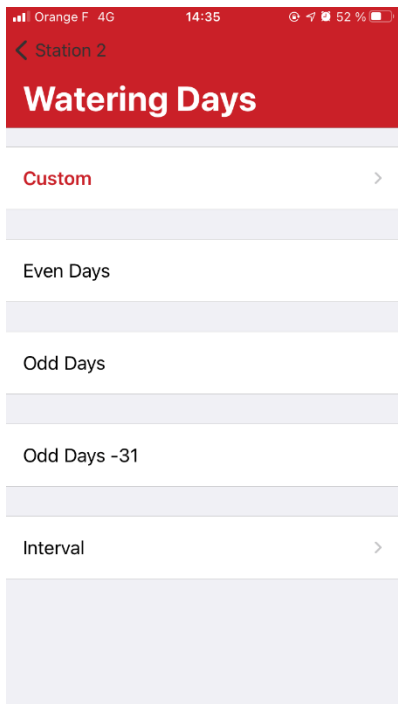 Orange F 4G 14:35 52 %
Station 2
Watering Days
Custom
Even Days
Odd Days
Odd Days -31
Interval